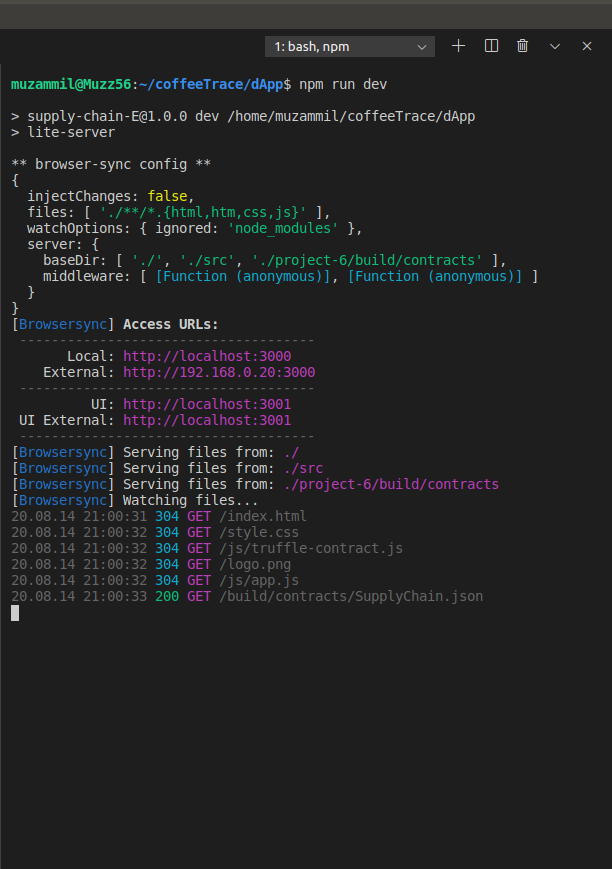 1: bash, npm
muzammil@Muzz56:~/coffeeTrace/dApp$ npm run dev
> supply-chain-E@1.0.0 dev /home/muzammil/coffeeTrace/dApp
> lite-server
** browser-sync config **
{
  injectChanges: false,
  files: [ './**/*.{html,htm,css,js}' ],
  watchOptions: { ignored: 'node_modules' },
  server: {
    baseDir: [ './', './src', './project-6/build/contracts' ],
    middleware: [ [Function (anonymous)], [Function (anonymous)] ]
  }
}
[Browsersync] Access URLs:
 -------------------------------------
       Local: http://localhost:3000
    External: http://192.168.0.20:3000
 -------------------------------------
          UI: http://localhost:3001
 UI External: http://localhost:3001
 -------------------------------------
[Browsersync] Serving files from: ./
[Browsersync] Serving files from: ./src
[Browsersync] Serving files from: ./project-6/build/contracts
[Browsersync] Watching files...
20.08.14 21:00:31 304 GET /index.html
20.08.14 21:00:32 304 GET /style.css
20.08.14 21:00:32 304 GET /js/truffle-contract.js
20.08.14 21:00:32 304 GET /logo.png
20.08.14 21:00:32 304 GET /js/app.js
20.08.14 21:00:33 200 GET /build/contracts/SupplyChain.json